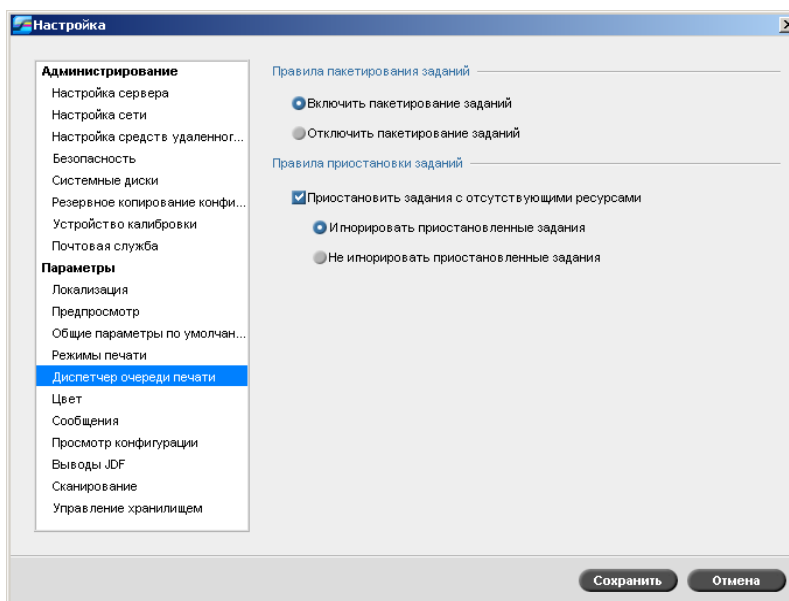 Настройка
Администрирование
Настройка сервера
Настройка сети
Настройка средств удаленног...
Безопасность
Системные диски
Резервное копирование конфи...
Устройство калибровки
Почтовая служба
Параметры
Локализация
Предпросмотр
Общие параметры по умолчан...
Режимы печати
Диспетчер очереди печати
Цвет
Сообщения
Просмотр конфигурации
Выводы JDF
Сканирование
Управление хранилищем
Правила пакетирования заданий
Включить пакетирование заданий
Отключить пакетирование заданий
Правила приостановки заданий
Приостановить задания с отсутствующими ресурсами
Игнорировать приостановленные задания
Не игнорировать приостановленные задания
Сохранить
Отмена